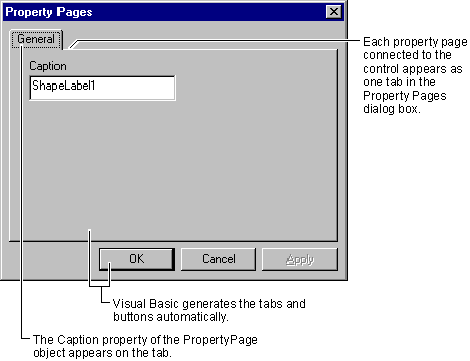 Property Pages
General
Each property page
connected to the
control appears as
one tab in the
Property Pages
dialog box.
Caption
ShapeLabel1
OK
Cancel
Apply
Visual Basic generates the tabs and
buttons automatically.
The Caption property of the PropertyPage
object appears on the tab.